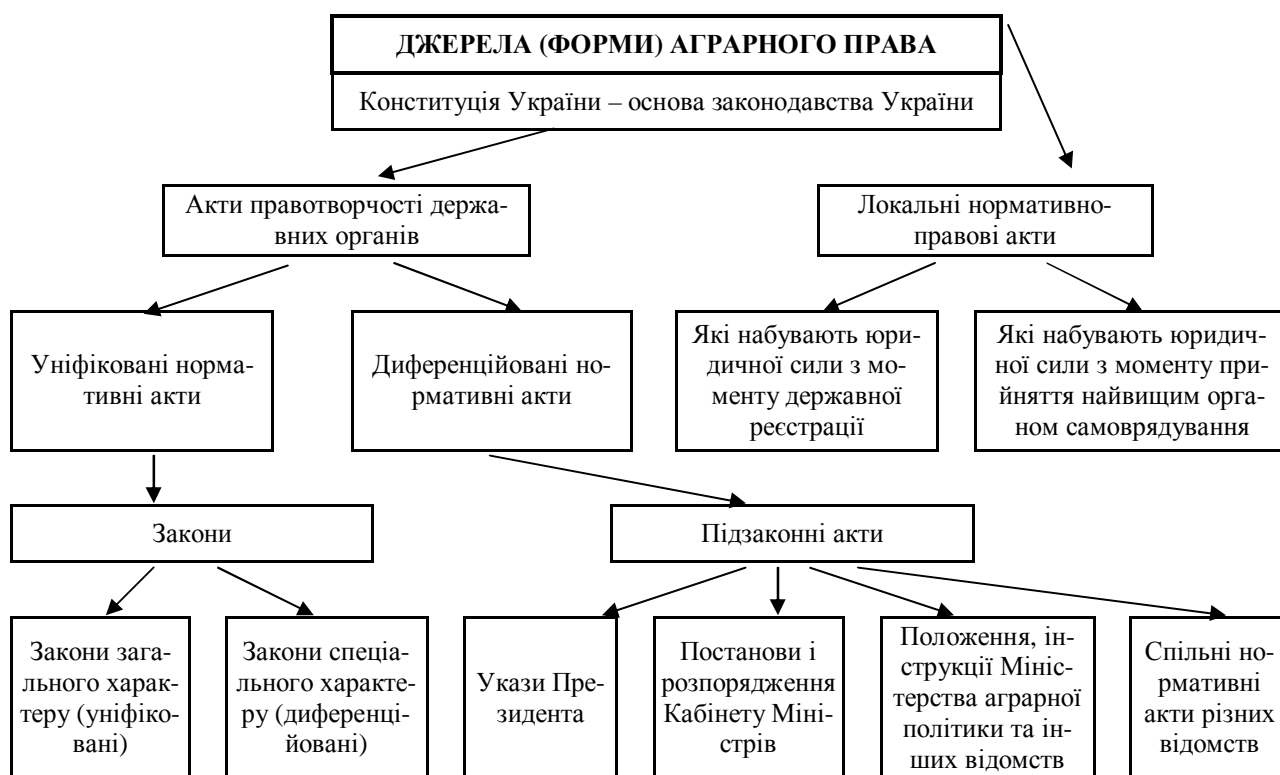 ДЖЕРЕЛА (ФОРМИ) АГРАРНОГО ПРАВА
Конституція України – основа законодавства України
Акти правотворчості держа-
вних органів
Локальні нормативно-
правові акти
Уніфіковані норма-
тивні акти
Диференційовані но-
рмативні акти
Які набувають юри-
дичної сили з мо-
менту державної
реєстрації
Які набувають юридич-
ної сили з моменту при-
йняття найвищим орга-
ном самоврядування
Закони
Підзаконні акти
Закони зага-
льного харак-
теру (уніфіко-
вані)
Закони спеціа-
льного характе-
ру (диференці-
йовані)
Укази Пре-
зидента
Постанови і
розпорядження
Кабінету Міні-
стрів
Положення, ін-
струкції Мініс-
терства аграрної
політики та ін-
ших відомств
Спільні но-
рмативні
акти різних
відомств